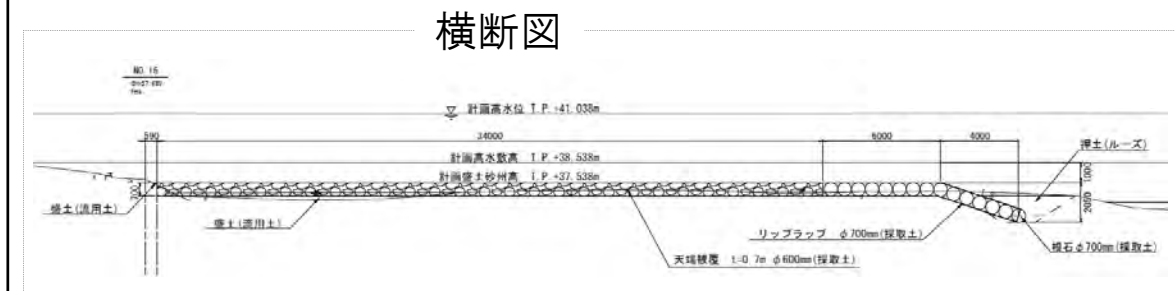 横断図
NO.16
計画高水位 T.P.+41.038m
590
34000
6000
4000
計画高水敷高 T.P.+38.538m
押土(ルーズ)
計画盛土砂州高 T.P.+37.538m
700
2050
盛土(流用土)
盛土(流用土)
リップラップ φ700mm(採取土)
根石φ700mm(採取土)
天端被覆 t=0.7m φ600mm(採取土)